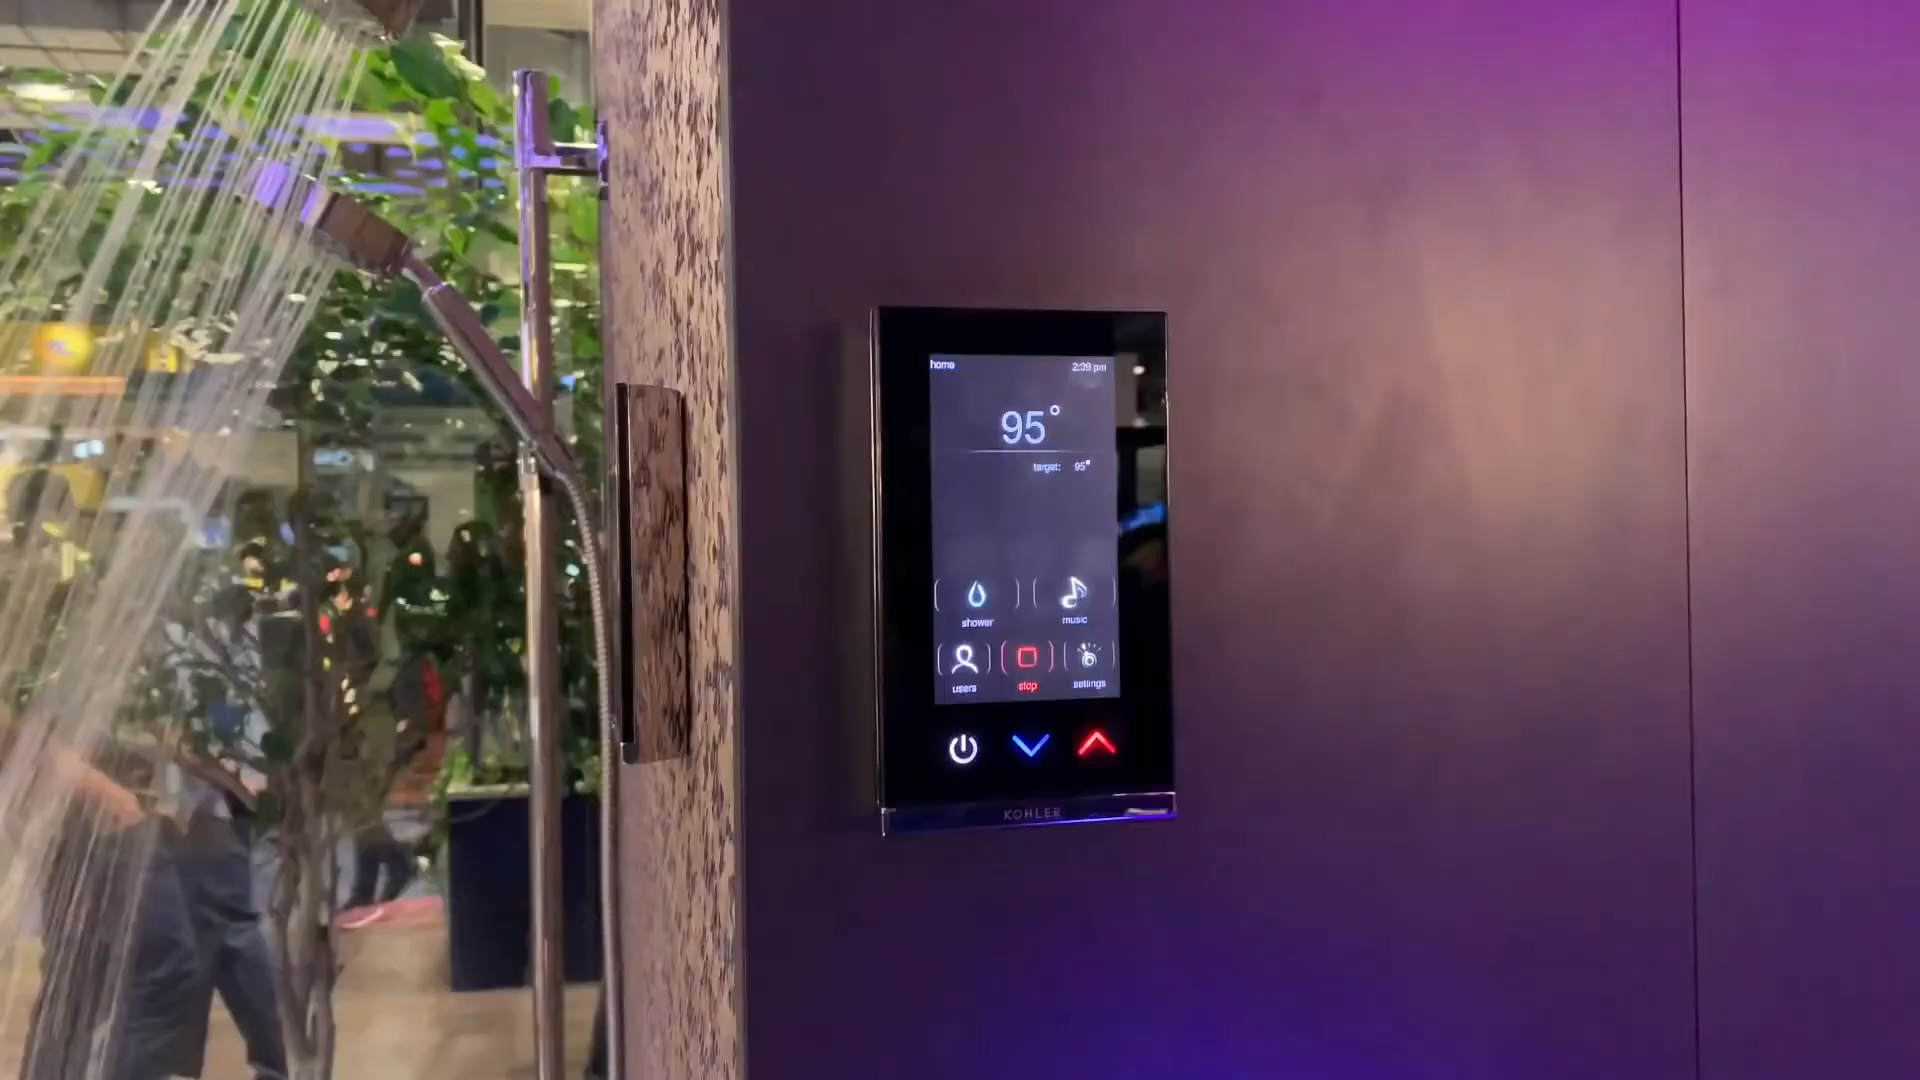 home 2:39 pm
95°
target: 95°
shower music
users stop settings
KOHLER